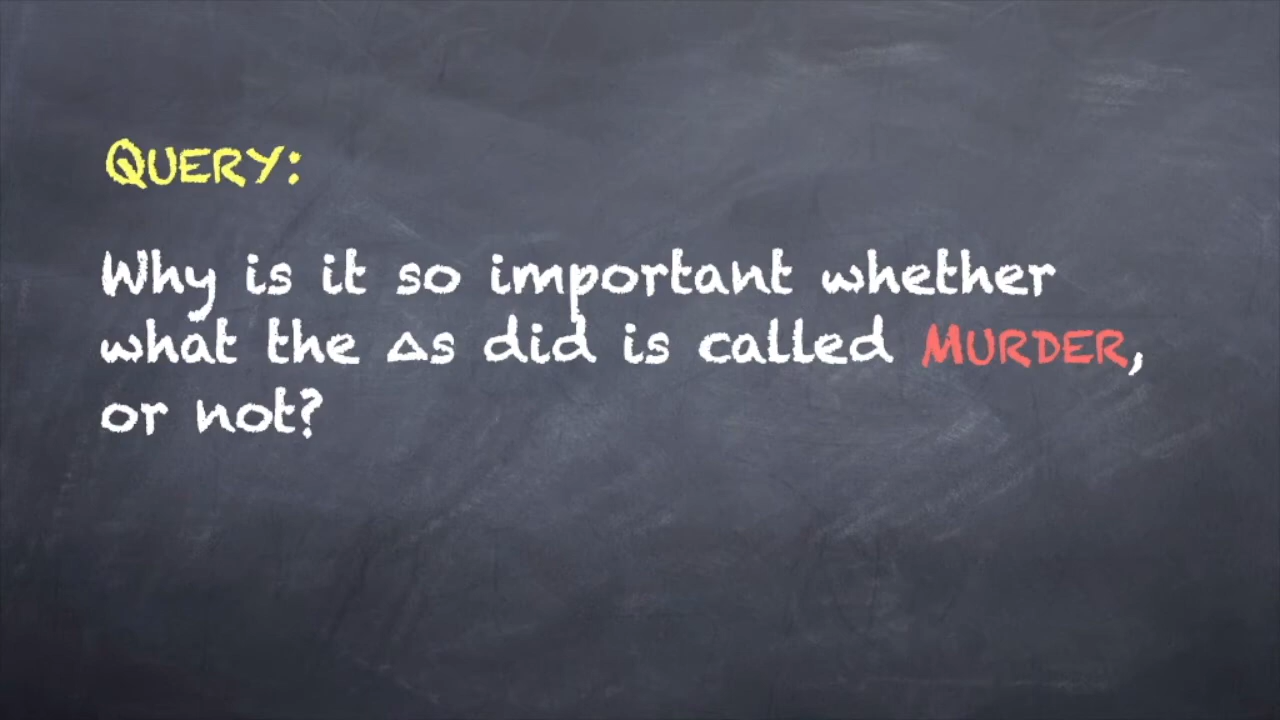 QUERY:
Why is it so important whether
what the Δs did is called MURDER,
or not?